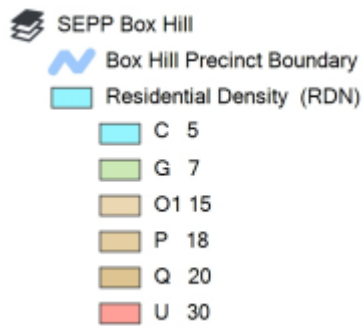 SEPP Box Hill
Box Hill Precinct Boundary
Residential Density (RDN)
C 5
G 7
O1 15
P 18
Q 20
U 30